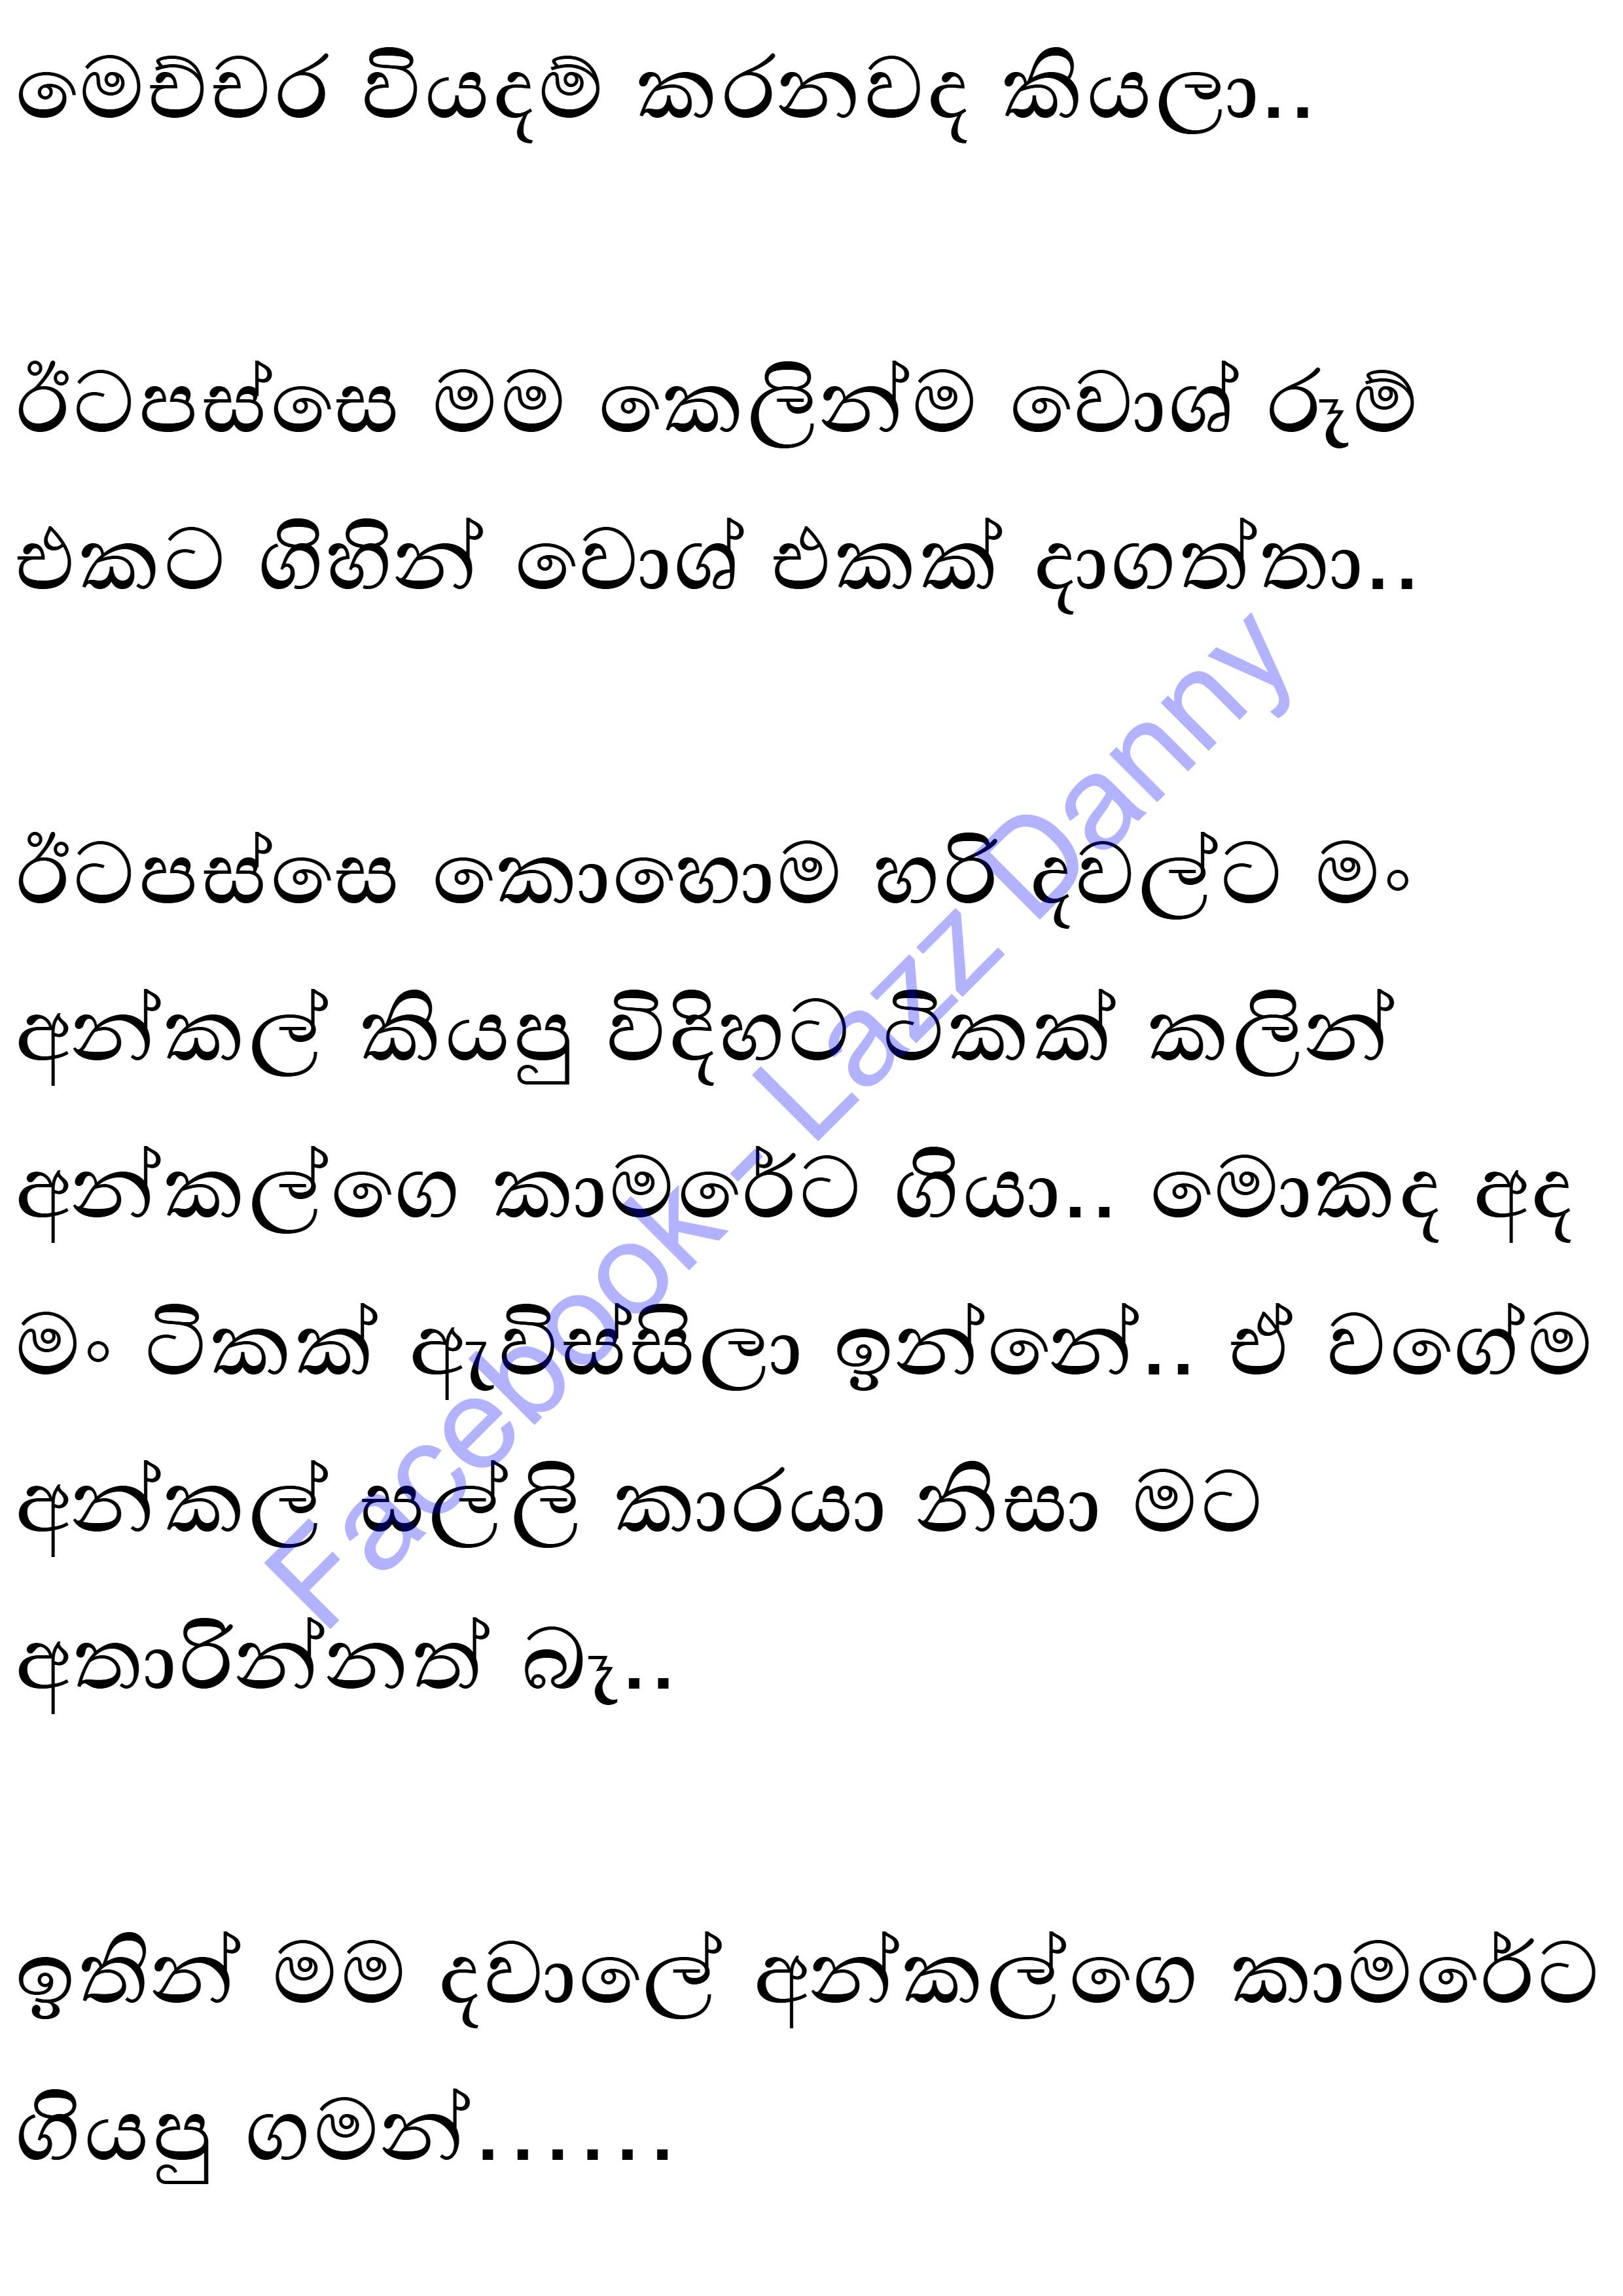 මෙච්චර වියදම් කරනවද කියලා..
ඊටපස්සෙ මම කෙලින්ම වොශ් රූම්
එකට ගිහින් වොශ් එකක් දාගත්තා..
ඊටපස්සෙ කොහොම හරි දවල්ට මං
අන්කල් කියපු විදිහට ටිකක් කලින්
අන්කල්ගෙ කාමරේට ගියා.. මොකද අද
මං ටිකක් ඇවිස්සිලා ඉන්නේ.. ඒ වගේම
අන්කල් සල්ලි කාරයා නිසා මට
අතාරින්නත් බෑ..
ඉතින් මම දවාලේ අන්කල්ගෙ කාමරේට
ගියපු ගමන්......
Facebook - Lazz Danny